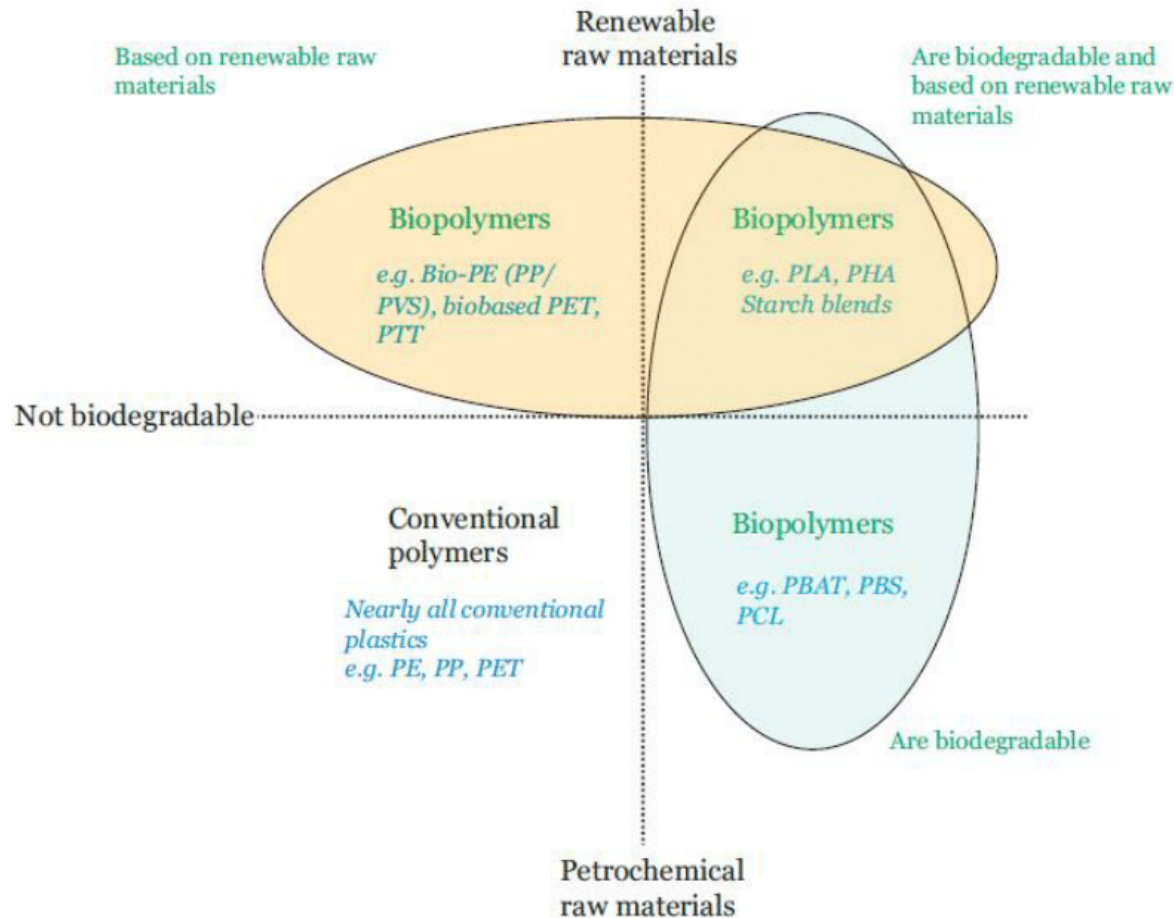 Renewable
raw materials
Based on renewable raw
materials
Are biodegradable and
based on renewable raw
materials
Biopolymers
e.g. Bio-PE (PP/
PVS), biobased PET,
PTT
Biopolymers
e.g. PLA, PHA
Starch blends
Not biodegradable
Conventional
polymers
Nearly all conventional
plastics
e.g. PE, PP, PET
Biopolymers
e.g. PBAT, PBS,
PCL
Are biodegradable
Petrochemical
raw materials